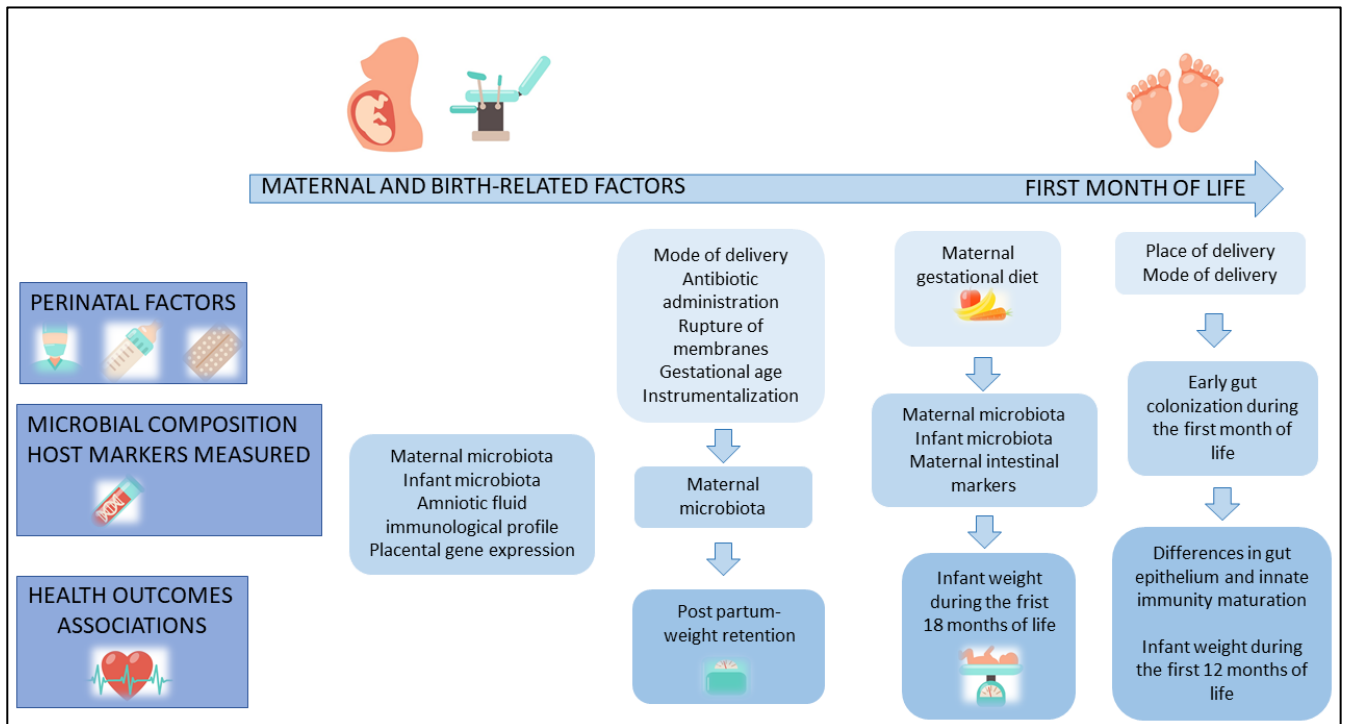 MATERNAL AND BIRTH-RELATED FACTORS
FIRST MONTH OF LIFE
PERINATAL FACTORS
MICROBIAL COMPOSITION
HOST MARKERS MEASURED
HEALTH OUTCOMES
ASSOCIATIONS
Maternal microbiota
Infant microbiota
Amniotic fluid
immunological profile
Placental gene expression
Mode of delivery
Antibiotic
administration
Rupture of
membranes
Gestational age
Instrumentalization
Maternal
microbiota
Post partum-
weight retention
Maternal
gestational diet
Maternal microbiota
Infant microbiota
Maternal intestinal
markers
Infant weight
during the frist
18 months of life
Place of delivery
Mode of delivery
Early gut
colonization during
the first month of
life
Differences in gut
epithelium and innate
immunity maturation
Infant weight during
the first 12 months of
life